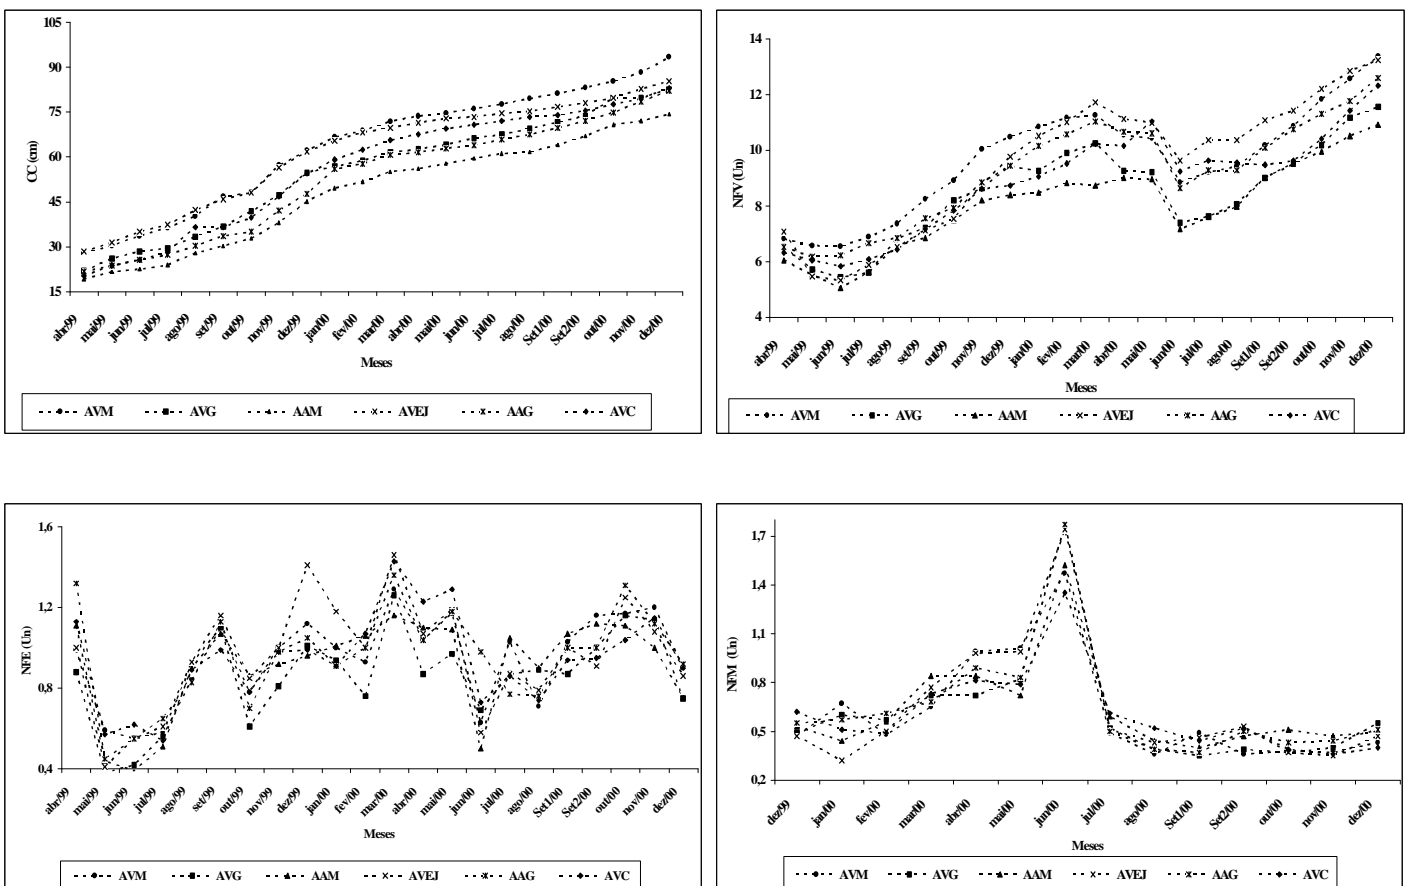 105
90
75
60
45
30
15
CC (cm)
abr/99 mai/99 jun/99 jul/99 ago/99 set/99 out/99 nov/99 dez/99 jan/00 fev/00 mar/00 abr/00 mai/00 jun/00 jul/00 ago/00 Set1/00 Set2/00 out/00 nov/00 dez/00
Meses
AVM AVG AAM AVEJ AAG AVC
14
12
10
8
6
4
NFV (Un)
abr/99 mai/99 jun/99 jul/99 ago/99 set/99 out/99 nov/99 dez/99 jan/00 fev/00 mar/00 abr/00 mai/00 jun/00 jul/00 ago/00 Set1/00 Set2/00 out/00 nov/00 dez/00
Meses
AVM AVG AAM AVEJ AAG AVC
1,6
1,2
0,8
0,4
NFE (Un)
abr/99 mai/99 jun/99 jul/99 ago/99 set/99 out/99 nov/99 dez/99 jan/00 fev/00 mar/00 abr/00 mai/00 jun/00 jul/00 ago/00 Set1/00 Set2/00 out/00 nov/00 dez/00
Meses
AVM AVG AAM AVEJ AAG AVC
1,7
1,4
1,1
0,8
0,5
0,2
NFM (Un)
dez/99 jan/00 fev/00 mar/00 abr/00 mai/00 jun/00 jul/00 ago/00 Set1/00 Set2/00 out/00 nov/00 dez/00
Meses
AVM AVG AAM AVEJ AAG AVC